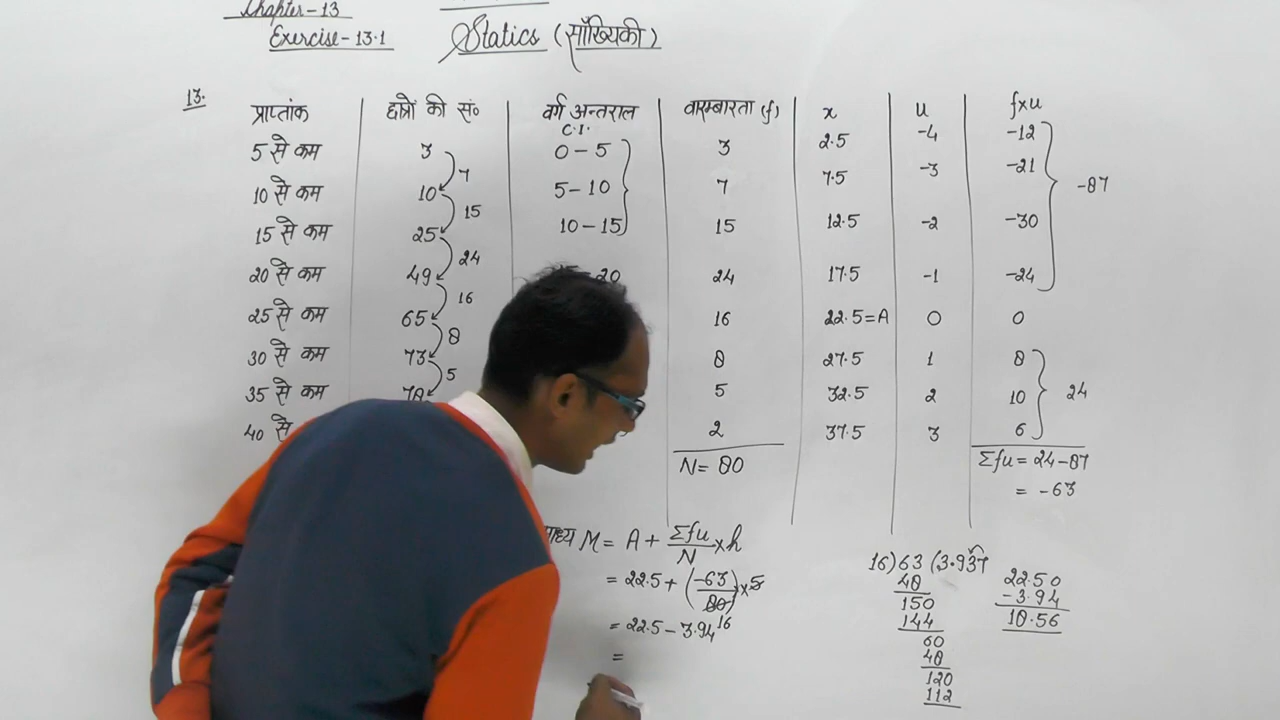 Chapter-13
Exercise-13.1
Statics (साँख्यिकी)
13.
प्राप्तांक छात्रों की सं० वर्ग अन्तराल वारम्बारता (f) x u f×u
C.I.
5 से कम 3 0-5 3 2.5 -4 -12
7
10 से कम 10 5-10 7 7.5 -3 -21 -87
15
15 से कम 25 10-15 15 12.5 -2 -30
24
20 से कम 49 20 24 17.5 -1 -24
16
25 से कम 65 16 22.5=A 0 0
8
30 से कम 73 8 27.5 1 8
5
35 से कम 78 5 32.5 2 10 24
40 से 2 37.5 3 6
N= 80 Σfu = 24-87
= -63
M = A + Σfu/N × h
= 22.5 + (-63/80) × 5
16
= 22.5 - 3.94
=
16)63(3.937
48
150
144
60
48
120
112
22.50
-3.94
18.56